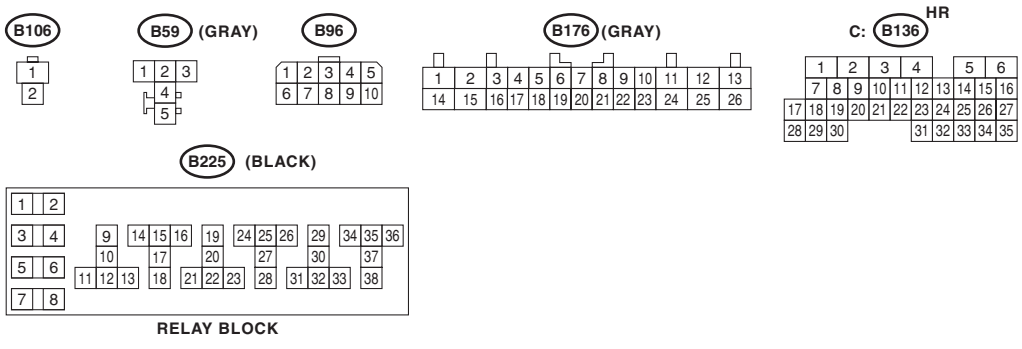 HR
B106 B59 (GRAY) B96 B176 (GRAY) C: B136
1
2
1 2 3
4
5
1 2 3 4 5
6 7 8 9 10
1 2 3 4 5 6 7 8 9 10 11 12 13
14 15 16 17 18 19 20 21 22 23 24 25 26
1 2 3 4 5 6
7 8 9 10 11 12 13 14 15 16
17 18 19 20 21 22 23 24 25 26 27
28 29 30 31 32 33 34 35
B225 (BLACK)
1 2
3 4 9 14 15 16 19 24 25 26 29 34 35 36
10 17 20 27 30 37
5 6 11 12 13 18 21 22 23 28 31 32 33 38
7 8
RELAY BLOCK